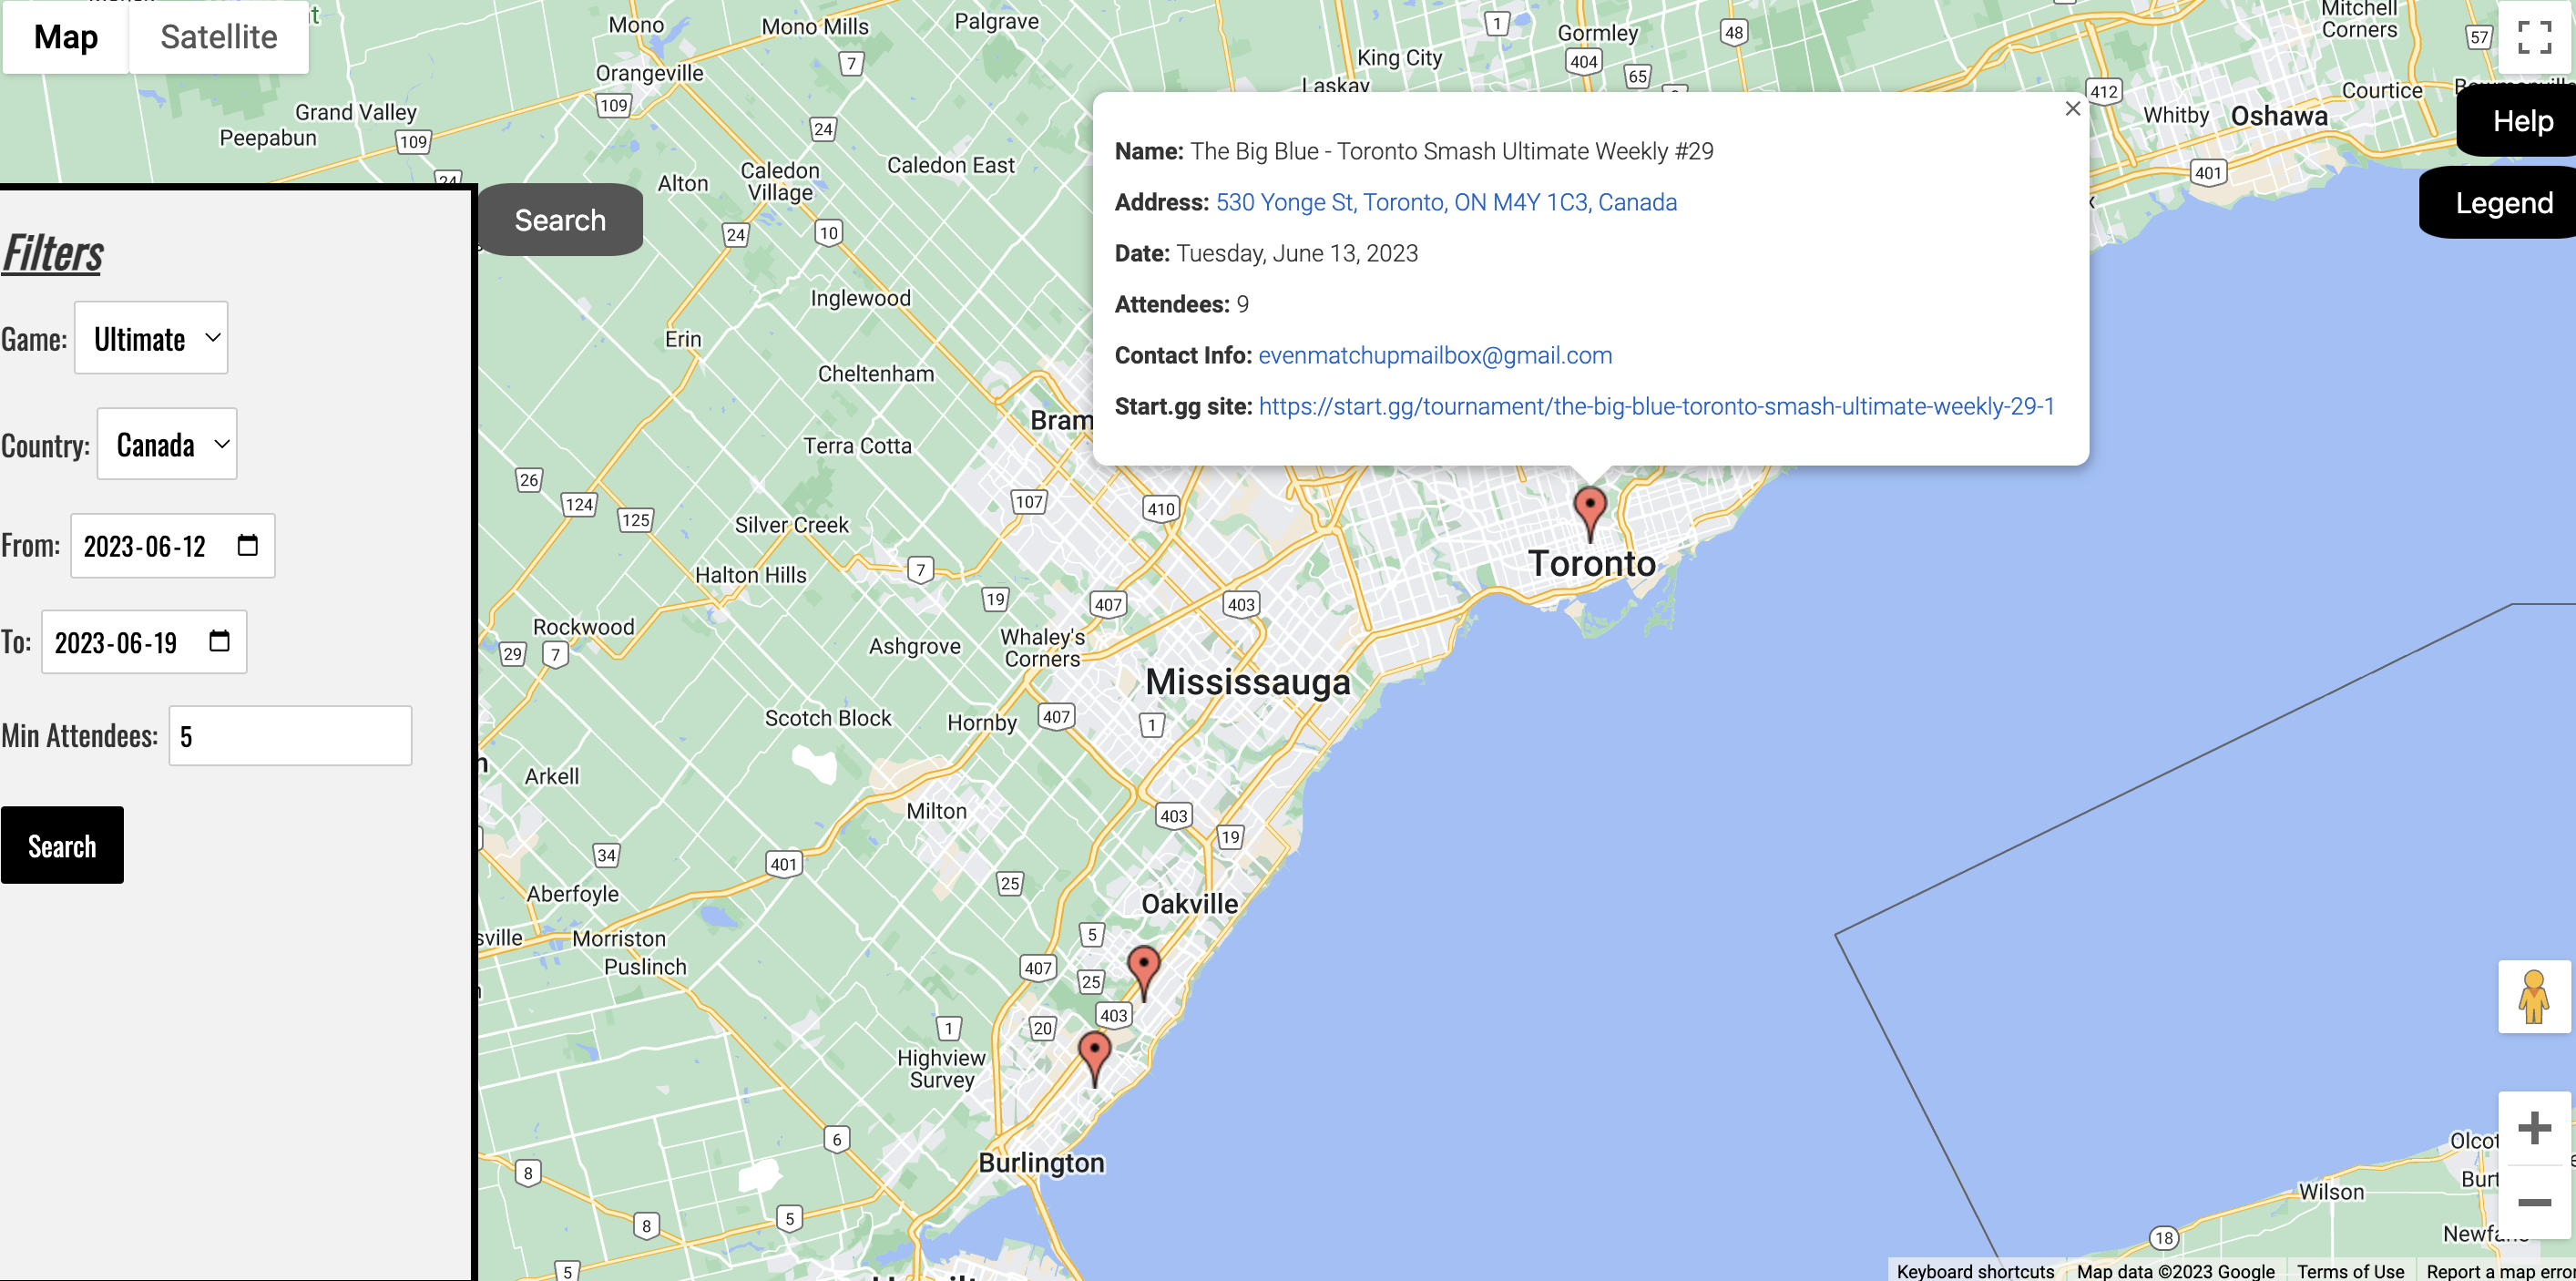 Map
Satellite
Mono
Mono Mills
Palgrave
Orangeville
Grand Valley
Peepabun
Caledon East
Alton
Caledon
Village
King City
Laskay
Gormley
Mitchell
Corners
Courtice
Whitby
Oshawa
109
109
24
7
24
24
10
1
404
65
48
412
57
401
Help
Legend
Search
Filters
Game: Ultimate
Country: Canada
From: 2023-06-12
To: 2023-06-19
Min Attendees: 5
Search
Name: The Big Blue - Toronto Smash Ultimate Weekly #29
Address: 530 Yonge St, Toronto, ON M4Y 1C3, Canada
Date: Tuesday, June 13, 2023
Attendees: 9
Contact Info: evenmatchupmailbox@gmail.com
Start.gg site: https://start.gg/tournament/the-big-blue-toronto-smash-ultimate-weekly-29-1
Inglewood
Erin
Cheltenham
Bram
Terra Cotta
26
124
125
107
410
Silver Creek
Halton Hills
7
19
407
403
Toronto
Rockwood
29
7
Ashgrove
Whaley's
Corners
Mississauga
Scotch Block
Hornby
407
1
Arkell
Milton
403
19
34
401
25
Aberfoyle
Oakville
sville
Morriston
Puslinch
5
407
25
403
1
20
Highview
Survey
6
Burlington
8
8
5
5
Olcot
Burt
Wilson
18
Newfane
Keyboard shortcuts
Map data ©2023 Google
Terms of Use
Report a map error